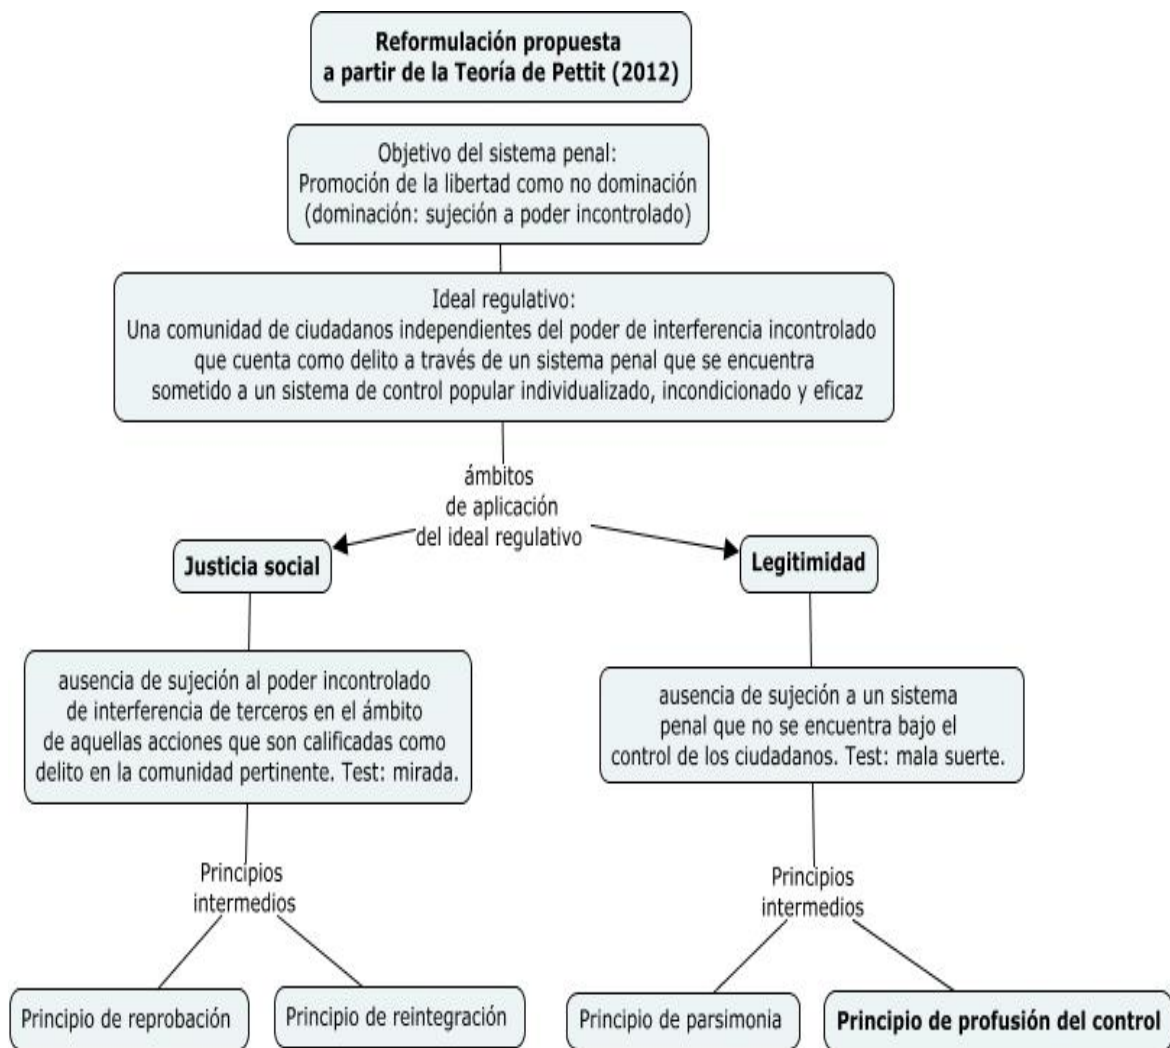 Reformulación propuesta
a partir de la Teoría de Pettit (2012)
Objetivo del sistema penal:
Promoción de la libertad como no dominación
(dominación: sujeción a poder incontrolado)
Ideal regulativo:
Una comunidad de ciudadanos independientes del poder de interferencia incontrolado
que cuenta como delito a través de un sistema penal que se encuentra
sometido a un sistema de control popular individualizado, incondicionado y eficaz
ámbitos
de aplicación
del ideal regulativo
Justicia social
Legitimidad
ausencia de sujeción al poder incontrolado
de interferencia de terceros en el ámbito
de aquellas acciones que son calificadas como
delito en la comunidad pertinente. Test: mirada.
ausencia de sujeción a un sistema
penal que no se encuentra bajo el
control de los ciudadanos. Test: mala suerte.
Principios
intermedios
Principios
intermedios
Principio de reprobación
Principio de reintegración
Principio de parsimonia
Principio de profusión del control